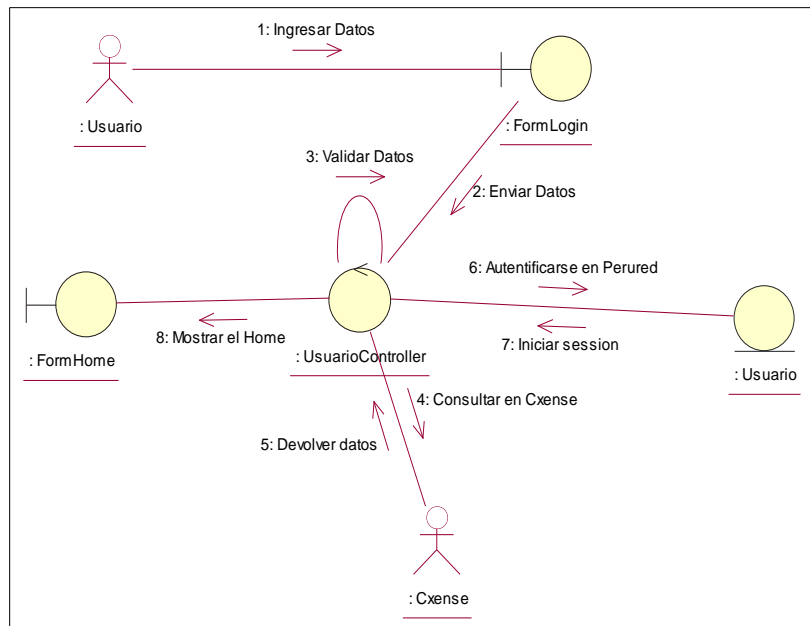 1: Ingresar Datos
: Usuario
: FormLogin
3: Validar Datos
2: Enviar Datos
6: Autentificarse en Perured
8: Mostrar el Home
7: Iniciar session
: FormHome
: UsuarioController
: Usuario
4: Consultar en Cxense
5: Devolver datos
: Cxense